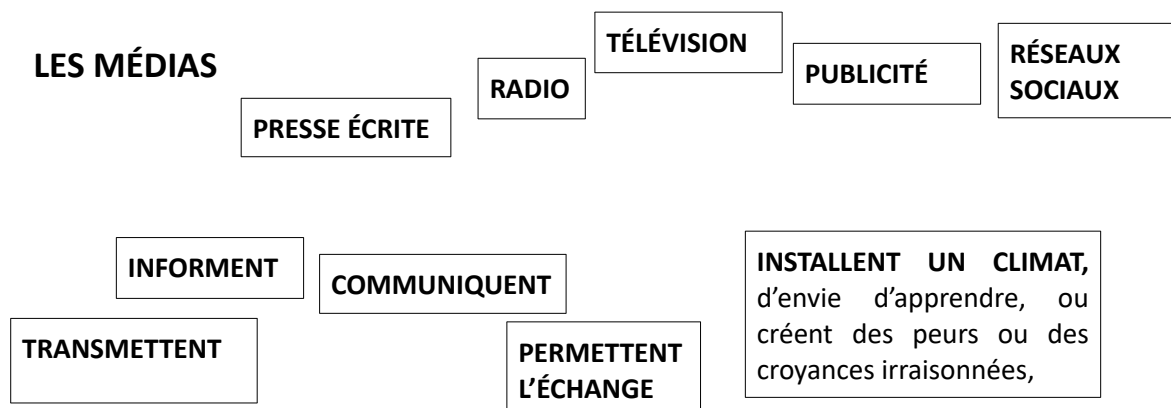 LES MÉDIAS
PRESSE ÉCRITE
RADIO
TÉLÉVISION
PUBLICITÉ
RÉSEAUX
SOCIAUX
TRANSMETTENT
INFORMENT
COMMUNIQUENT
PERMETTENT
L'ÉCHANGE
INSTALLENT UN CLIMAT,
d'envie d'apprendre, ou
créent des peurs ou des
croyances irraisonnées,